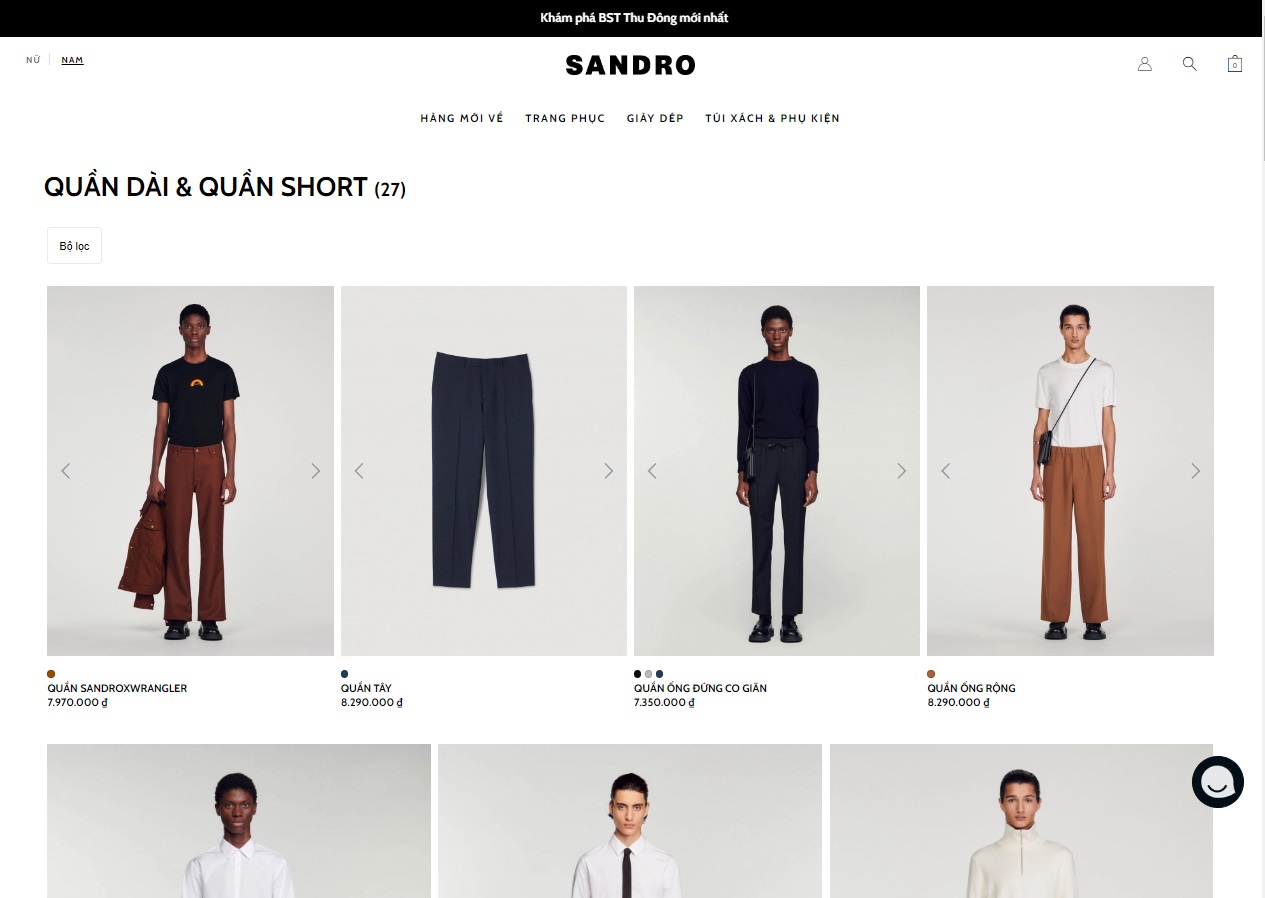 Khám phá BST Thu Đông mới nhất
NỮ NAM
SANDRO
0
HÀNG MỚI VỀ TRANG PHỤC GIÀY DÉP TÚI XÁCH & PHỤ KIỆN
QUẦN DÀI & QUẦN SHORT (27)
Bộ lọc
QUẦN SANDROXWRANGLER
7.970.000 ₫
QUẦN TÂY
8.290.000 ₫
QUẦN ỐNG ĐỨNG CO GIÃN
7.350.000 ₫
QUẦN ỐNG RỘNG
8.290.000 ₫